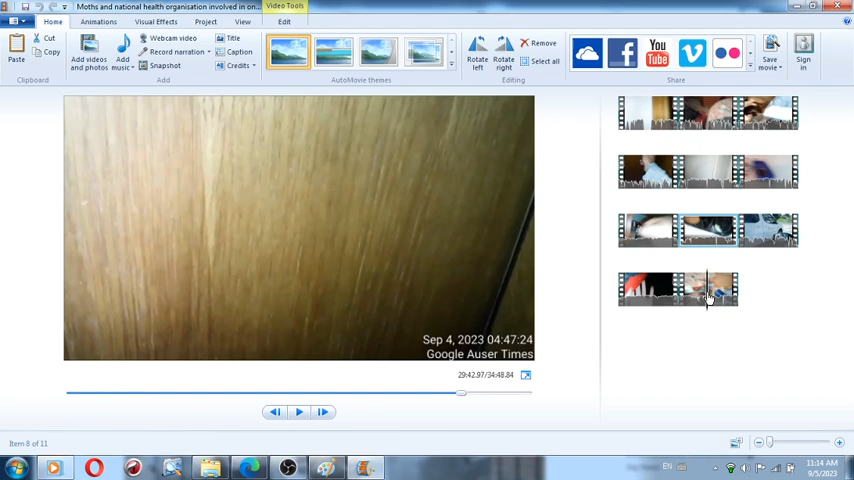 Moths and national health organisation involved in on...
Video Tools
Home
Animations
Visual Effects
Project
View
Edit
Paste
Cut
Copy
Clipboard
Add videos
and photos
Add
music
Webcam video
Record narration
Snapshot
Title
Caption
Credits
Add
AutoMovie themes
Rotate
left
Rotate
right
Remove
Select all
Editing
You
Tube
Share
Save
movie
Sign
in
Sep 4, 2023 04:47:24
Google Auser Times
29:42.97/34:48.84
Item 8 of 11
EN
11:14 AM
9/5/2023